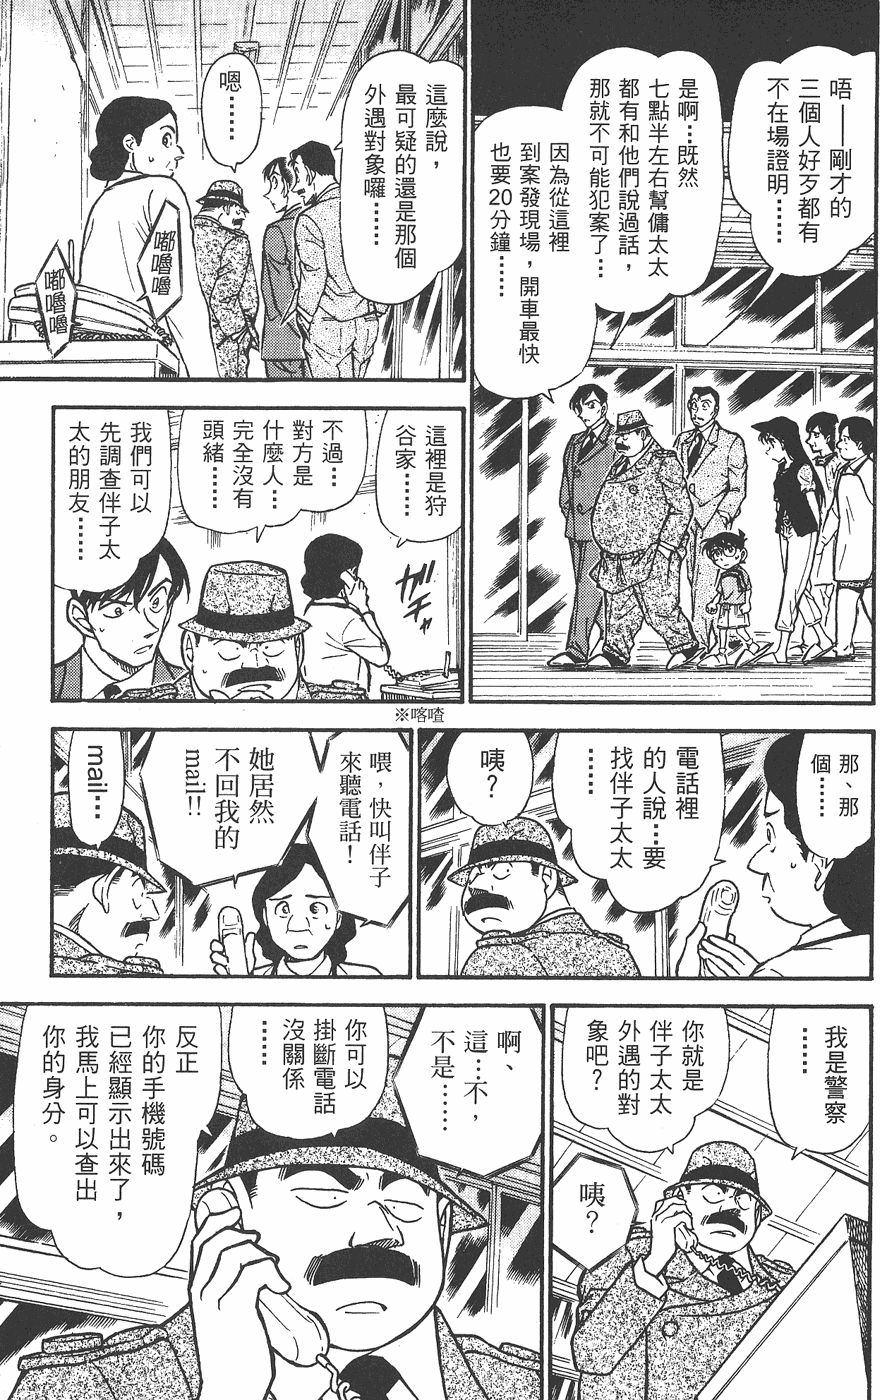 唔──剛才的
三個人好歹都有
不在場證明……
是啊…既然
七點半左右幫傭太太
都有和他們說過話，
那就不可能犯案了…
因為從這裡
到案發現場，開車最快
也要20分鐘……
這麼說，
最可疑的還是那個
外遇對象囉……
嗯……
嘟嚕嚕
嘟嚕嚕
這裡是狩
谷家……
ガチャ
※喀喳
不過…
對方是
什麼人…
完全沒有
頭緒……
我們可以
先調查伴子太
太的朋友……
那、那
個……
電話裡
的人說…要
找伴子太太
……
咦？
喂，快叫伴子
來聽電話！
她居然
不回我的
mail!!
mail…
我是警察
……
你就是
伴子太太
外遇的對
象吧？
咦？
啊、
這…不，
不是……
你可以
掛斷電話
沒關係
……
反正
你的手機號碼
已經顯示出來了，
我馬上可以查出
你的身分。